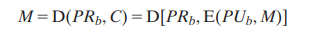 M = D(PR_b, C) = D[PR_b, E(PU_b, M)]